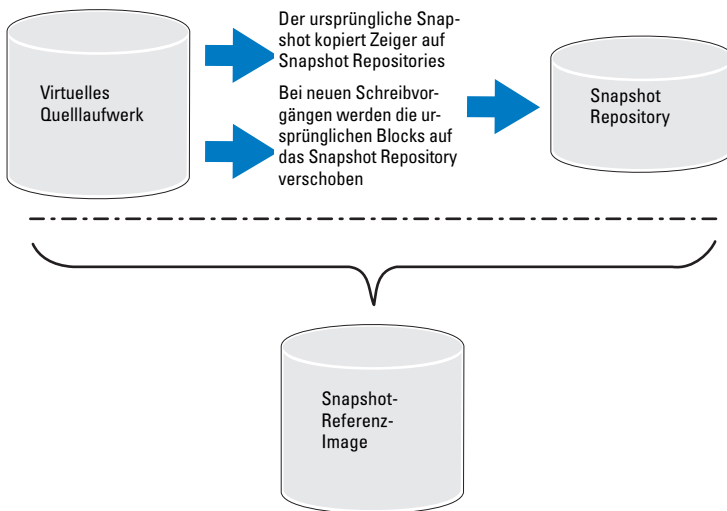 Virtuelles
Quelllaufwerk
Der ursprüngliche Snap-
shot kopiert Zeiger auf
Snapshot Repositories
Bei neuen Schreibvor-
gängen werden die ur-
sprünglichen Blocks auf
das Snapshot Repository
verschoben
Snapshot
Repository
Snapshot-
Referenz-
Image